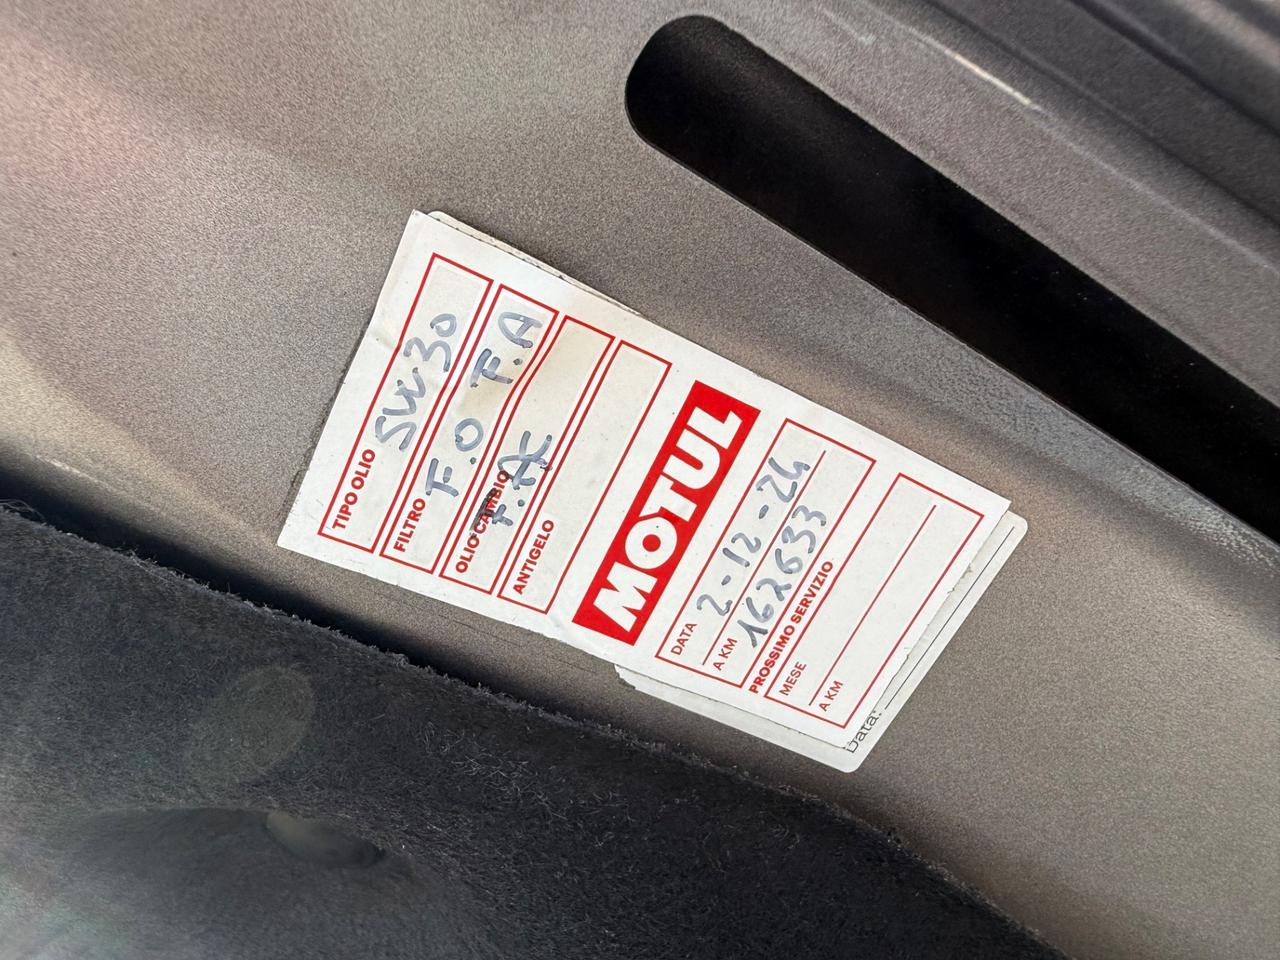 TIPO OLIO 5W30
FILTRO F.O F.A
OLIO CAMBIO F.AC
ANTIGELO
MOTUL
DATA 2-12-24
A KM 162633
PROSSIMO SERVIZIO
MESE
A KM
Data: